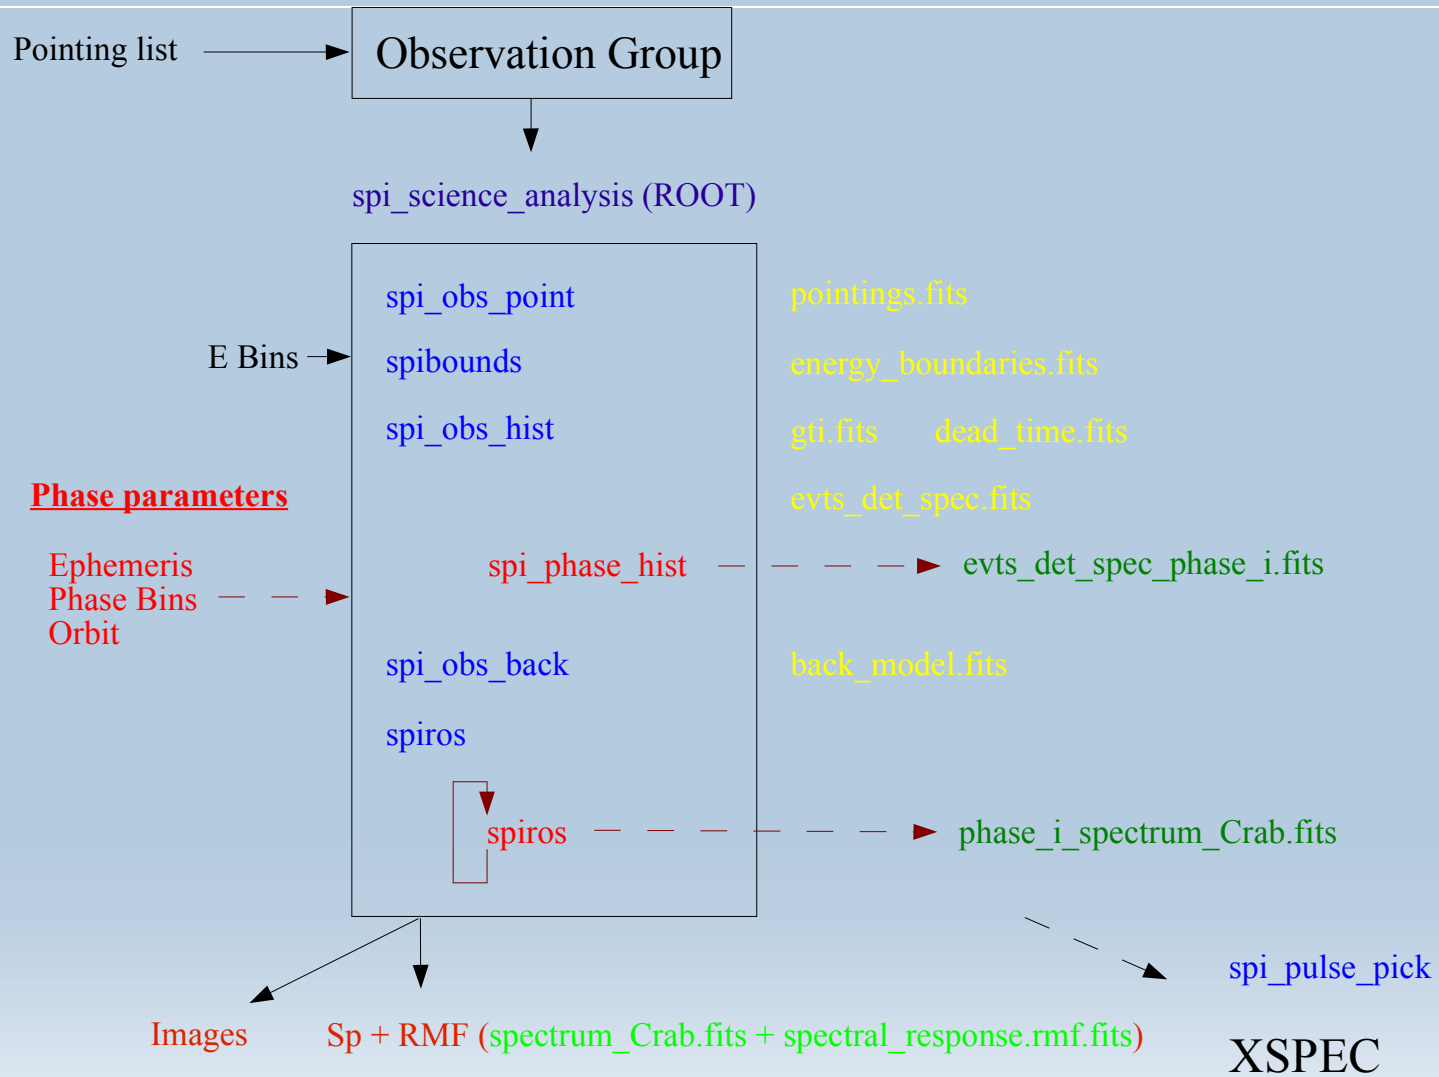 Pointing list
Observation Group
spi_science_analysis (ROOT)
spi_obs_point
pointings.fits
E Bins
spibounds
energy_boundaries.fits
spi_obs_hist
gti.fits dead_time.fits
Phase parameters
evts_det_spec.fits
Ephemeris
Phase Bins
Orbit
spi_phase_hist
evts_det_spec_phase_i.fits
spi_obs_back
back_model.fits
spiros
spiros
phase_i_spectrum_Crab.fits
spi_pulse_pick
Images
Sp + RMF (spectrum_Crab.fits + spectral_response.rmf.fits)
XSPEC